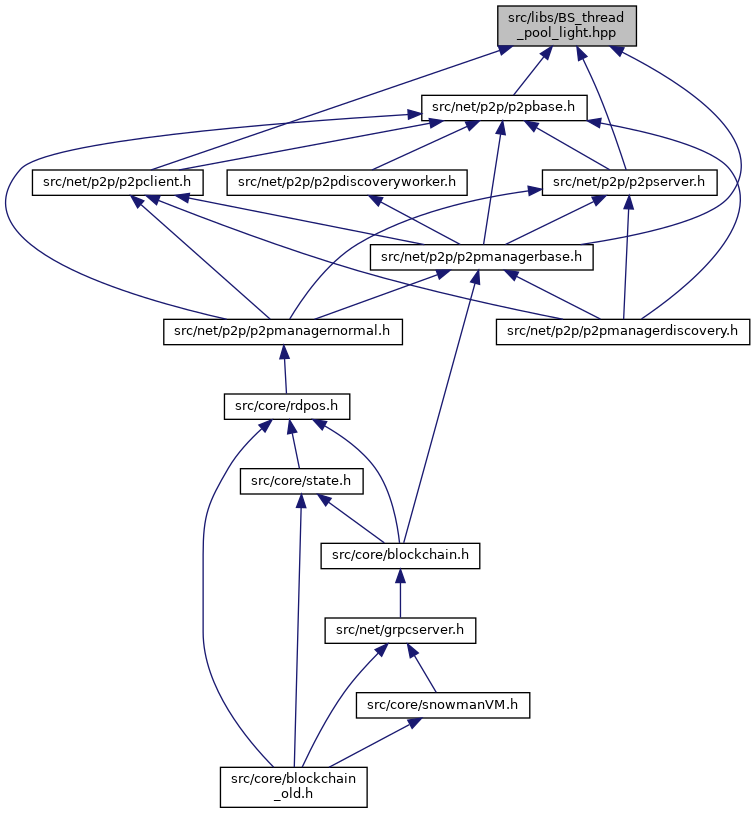 src/libs/BS_thread
_pool_light.hpp
src/net/p2p/p2pbase.h
src/net/p2p/p2pclient.h
src/net/p2p/p2pdiscoveryworker.h
src/net/p2p/p2pserver.h
src/net/p2p/p2pmanagerbase.h
src/net/p2p/p2pmanagernormal.h
src/net/p2p/p2pmanagerdiscovery.h
src/core/rdpos.h
src/core/state.h
src/core/blockchain.h
src/net/grpcserver.h
src/core/snowmanVM.h
src/core/blockchain
_old.h